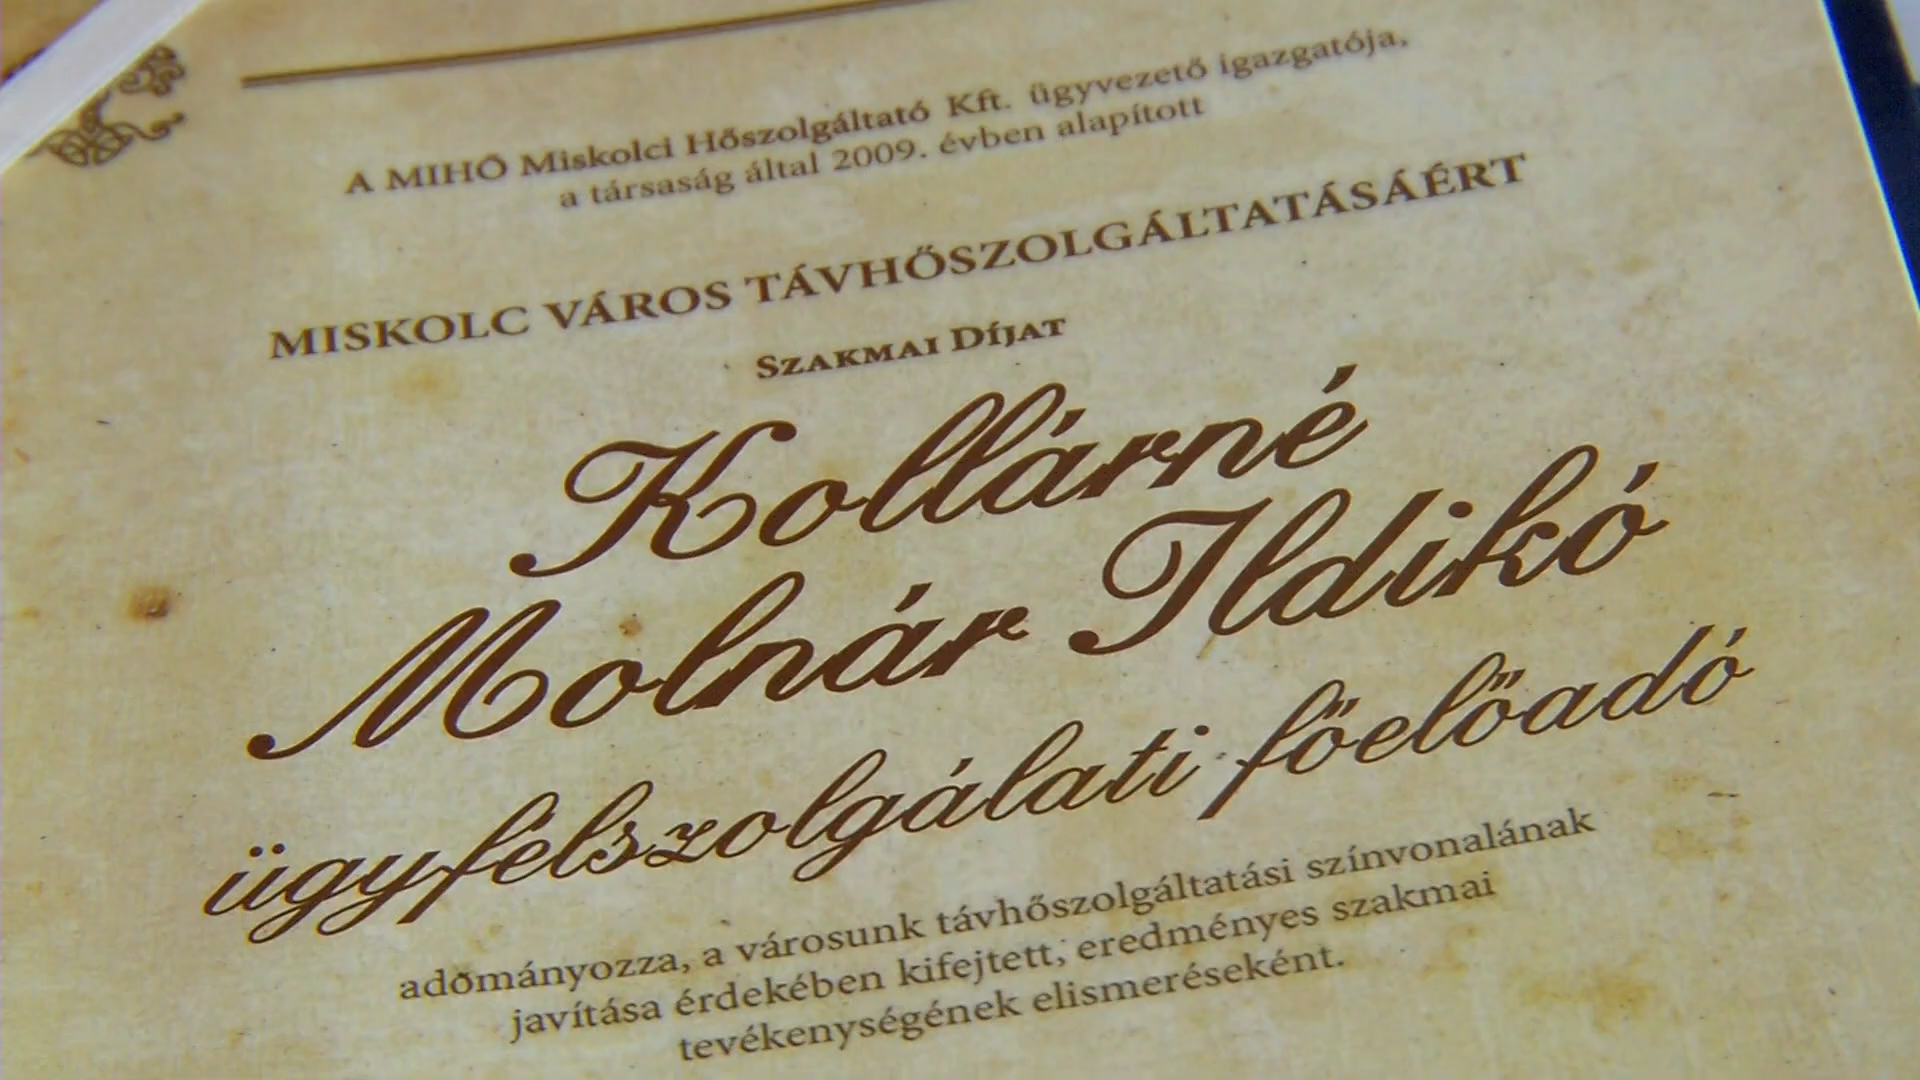 A MIHŐ Miskolci Hőszolgáltató Kft. ügyvezető igazgatója,
a társaság által 2009. évben alapított
MISKOLC VÁROS TÁVHŐSZOLGÁLTATÁSÁÉRT
SZAKMAI DÍJAT
Kollárné
Molnár Ildikó
ügyfélszolgálati főelőadó
adományozza, a városunk távhőszolgáltatási színvonalának
javítása érdekében kifejtett, eredményes szakmai
tevékenységének elismeréseként.